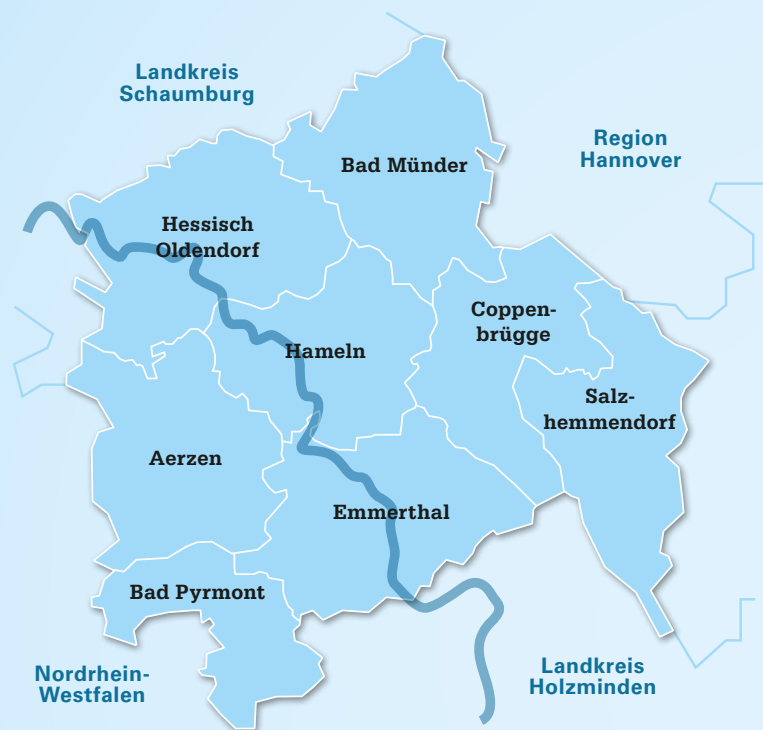 Landkreis
Schaumburg
Region
Hannover
Bad Münder
Hessisch
Oldendorf
Coppen-
brügge
Hameln
Salz-
hemmendorf
Aerzen
Emmerthal
Bad Pyrmont
Nordrhein-
Westfalen
Landkreis
Holzminden